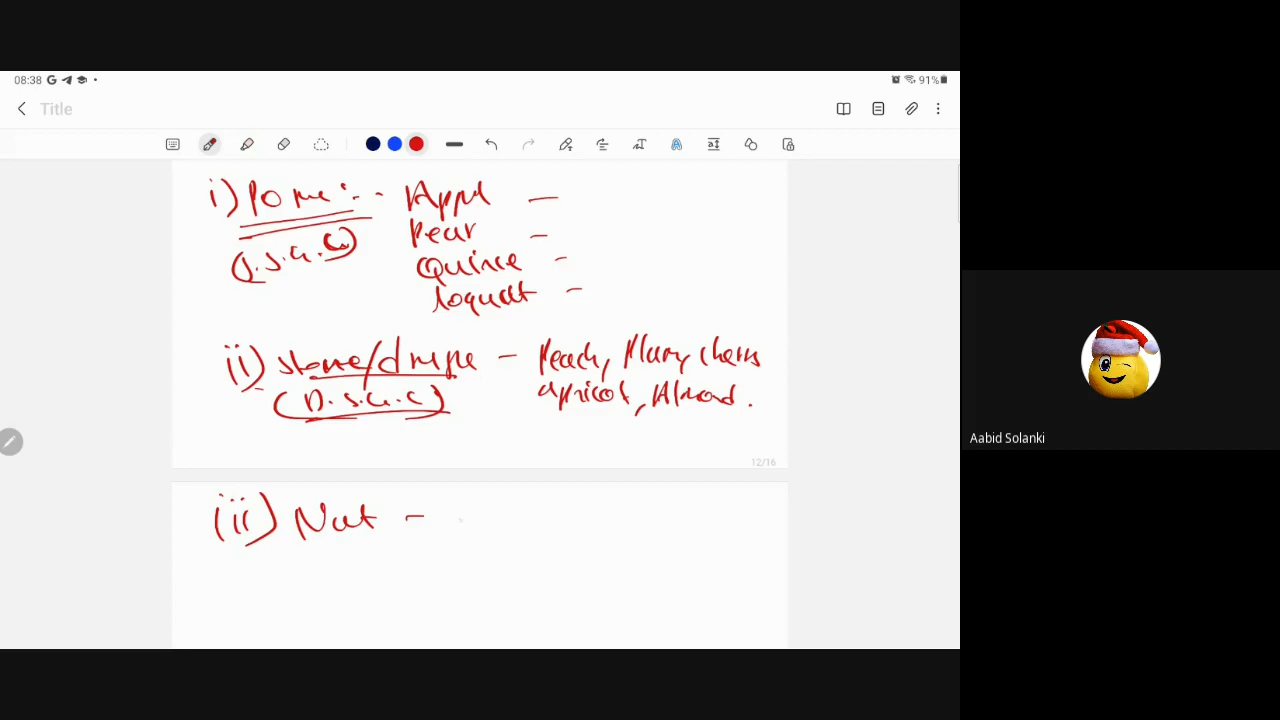 08:38
91%
Title
i) Pome :- Apple —
(D.S.G.C)
Pear —
Quince —
loquat —
ii) stone/drupe — Peach, Plum, cherry
(D.S.G.C) apricot, Almond.
12/16
(iii) Nut —
Aabid Solanki